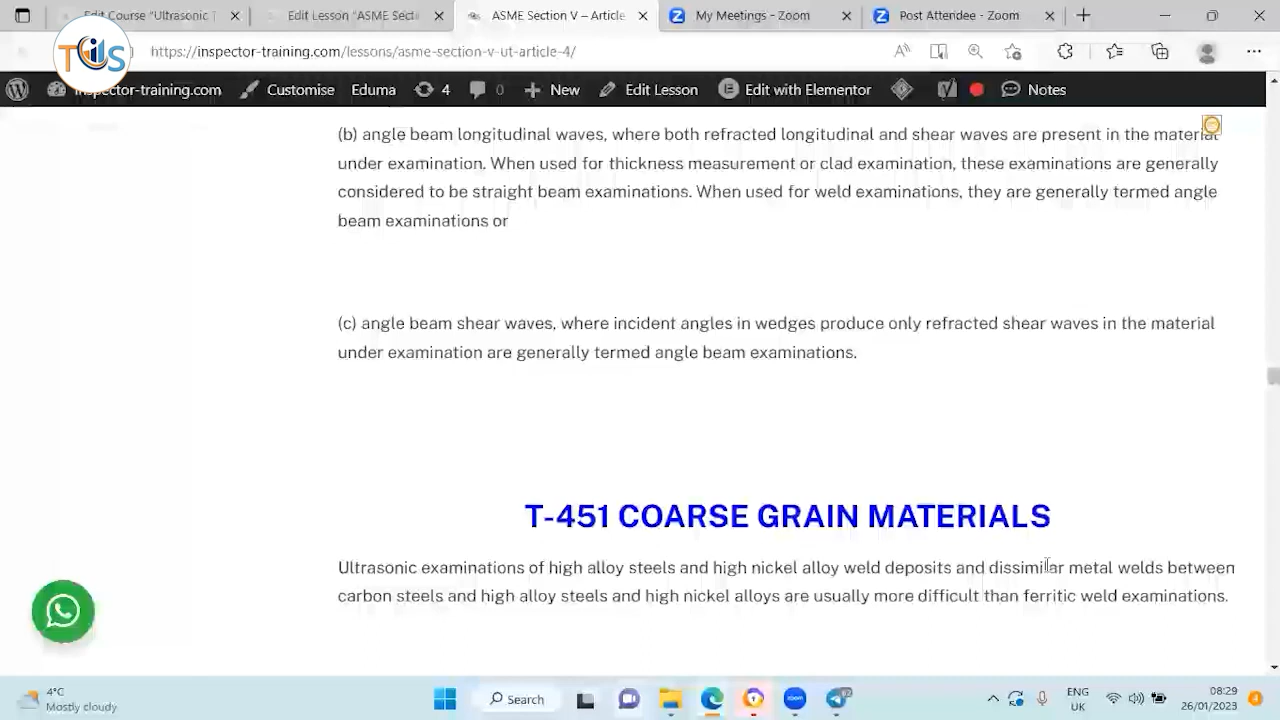 Edit Course "Ultrasonic T
Edit Lesson "ASME Secti
ASME Section V – Article
My Meetings - Zoom
Post Attendee - Zoom
TCIS
https://inspector-training.com/lessons/asme-section-v-ut-article-4/
inspector-training.com
Customise
Eduma
4
0
New
Edit Lesson
Edit with Elementor
Notes
(b) angle beam longitudinal waves, where both refracted longitudinal and shear waves are present in the material
under examination. When used for thickness measurement or clad examination, these examinations are generally
considered to be straight beam examinations. When used for weld examinations, they are generally termed angle
beam examinations or
(c) angle beam shear waves, where incident angles in wedges produce only refracted shear waves in the material
under examination are generally termed angle beam examinations.
T-451 COARSE GRAIN MATERIALS
Ultrasonic examinations of high alloy steels and high nickel alloy weld deposits and dissimilar metal welds between
carbon steels and high alloy steels and high nickel alloys are usually more difficult than ferritic weld examinations.
4°C
Mostly cloudy
Search
zoom
ENG
UK
08:29
26/01/2023
4